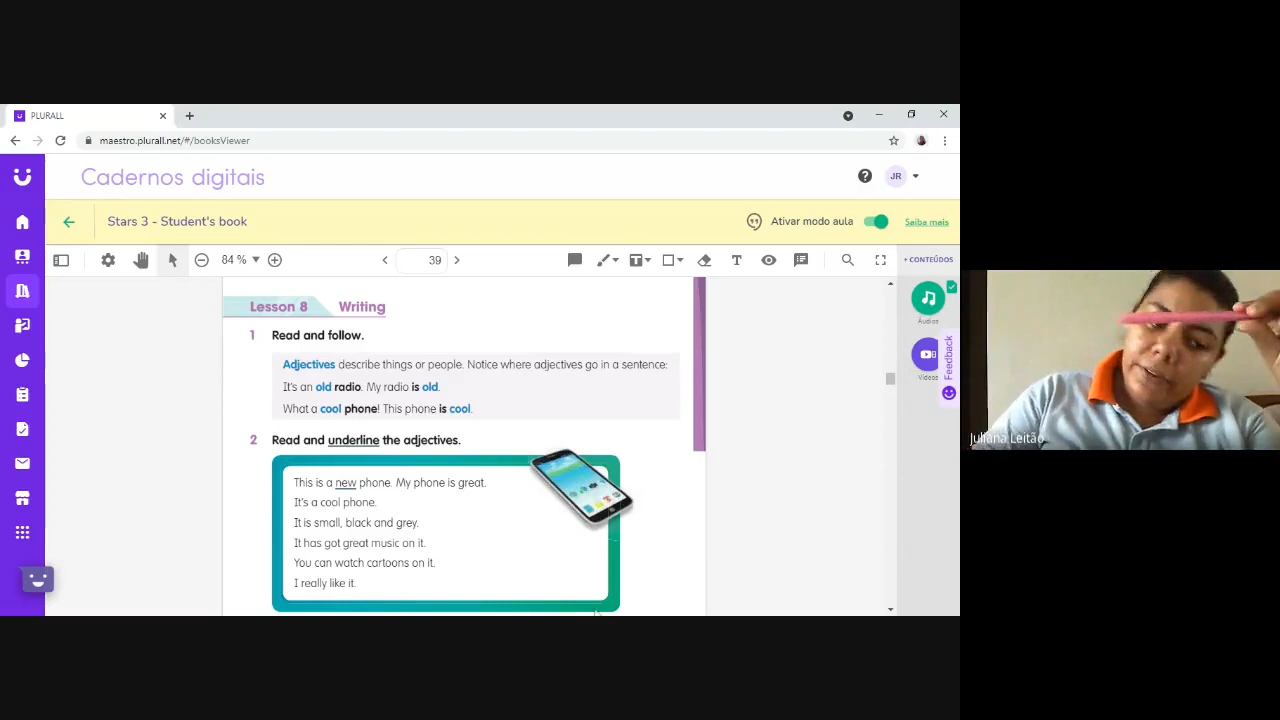 PLURALL
maestro.plurall.net/#/booksViewer
Cadernos digitais
JR
Stars 3 - Student's book
Ativar modo aula
Saiba mais
84 %
39
+ CONTEÚDOS
Lesson 8 Writing
1 Read and follow.
Adjectives describe things or people. Notice where adjectives go in a sentence:
It's an old radio. My radio is old.
What a cool phone! This phone is cool.
2 Read and underline the adjectives.
This is a new phone. My phone is great.
It's a cool phone.
It is small, black and grey.
It has got great music on it.
You can watch cartoons on it.
I really like it.
Áudios
Vídeos
Feedback
Juliana Leitão